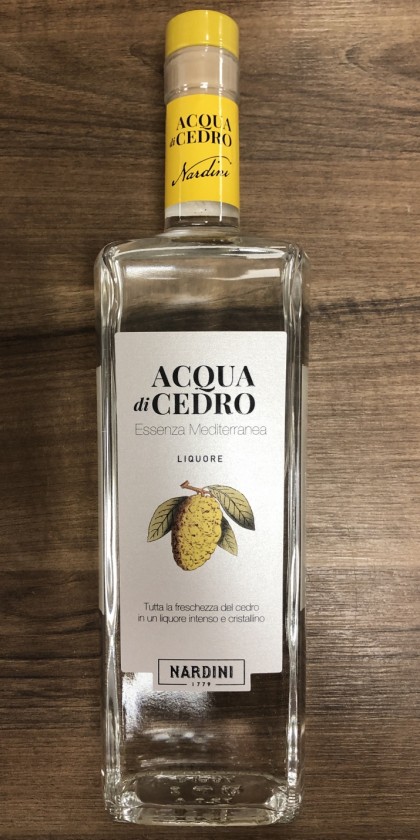 ACQUA
di CEDRO
Nardini
ACQUA
di CEDRO
Essenza Mediterranea
LIQUORE
Tutta la freschezza del cedro
in un liquore intenso e cristallino
NARDINI
1779